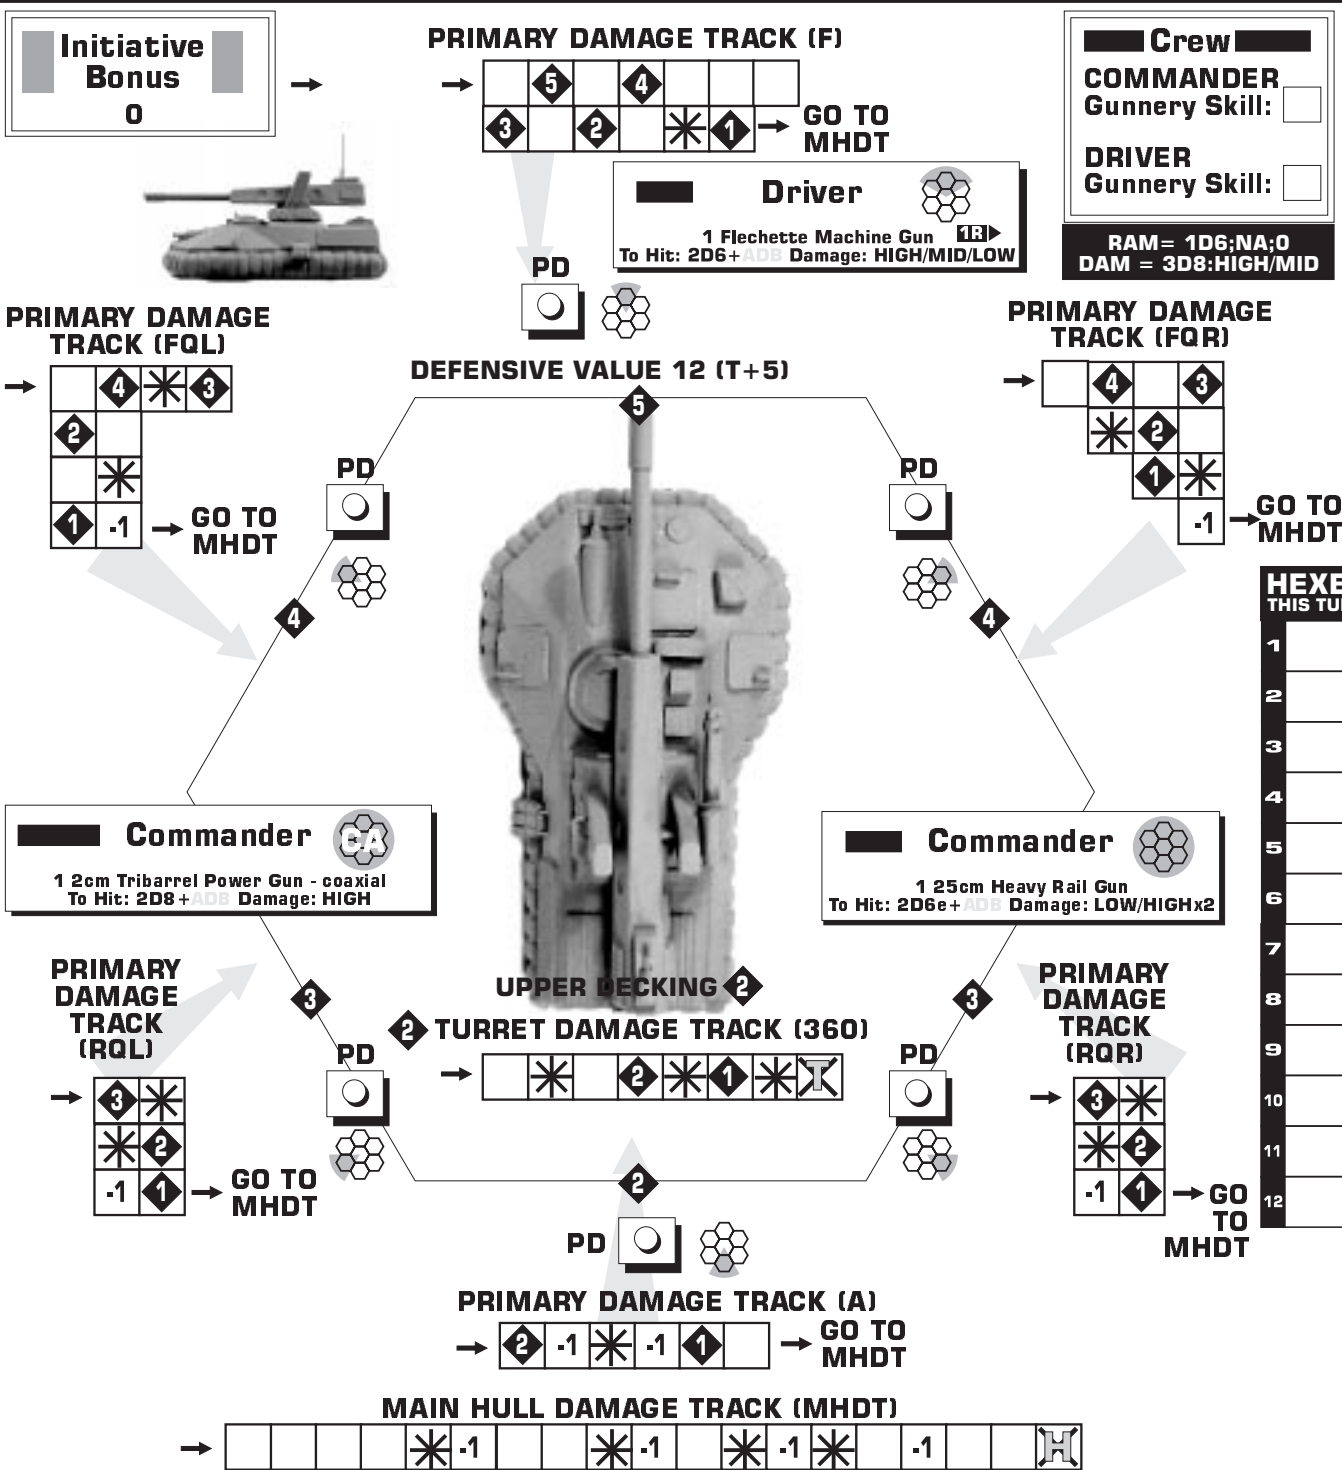 Initiative
Bonus
0
PRIMARY DAMAGE TRACK (F)
5 4
3 2 1
GO TO
MHDT
Crew
COMMANDER
Gunnery Skill:
DRIVER
Gunnery Skill:
RAM= 1D6;NA;0
DAM = 3D8:HIGH/MID
Driver
1 Flechette Machine Gun 1R
To Hit: 2D6+ADB Damage: HIGH/MID/LOW
PD
PRIMARY DAMAGE
TRACK (FQL)
4 3
2
1 -1
GO TO
MHDT
PRIMARY DAMAGE
TRACK (FQR)
4 3
2
1
-1
GO TO
MHDT
DEFENSIVE VALUE 12 (T+5)
5
PD
PD
4
4
HEXE
THIS TU
1
2
3
4
5
6
7
8
9
10
11
12
Commander
CA
1 2cm Tribarrel Power Gun - coaxial
To Hit: 2D8+ADB Damage: HIGH
Commander
1 25cm Heavy Rail Gun
To Hit: 2D6e+ADB Damage: LOW/HIGHx2
PRIMARY
DAMAGE
TRACK
(RQL)
3
2
-1 1
GO TO
MHDT
3
PD
UPPER DECKING 2
2 TURRET DAMAGE TRACK (360)
2 1 T
3
PD
PRIMARY
DAMAGE
TRACK
(RQR)
3
2
-1 1
GO
TO
MHDT
2
PD
PRIMARY DAMAGE TRACK (A)
2 -1 -1 1
GO TO
MHDT
MAIN HULL DAMAGE TRACK (MHDT)
-1 -1 -1 -1 H